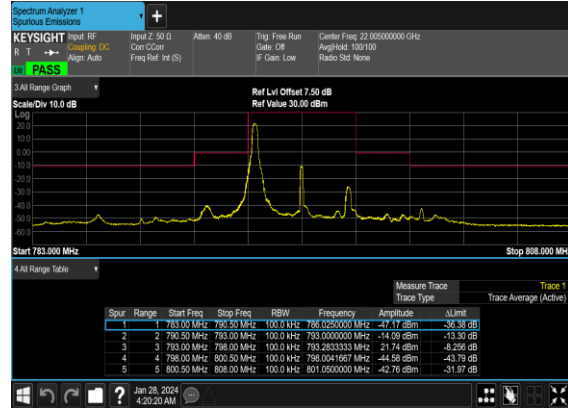 Spectrum Analyzer 1
Spurious Emissions
KEYSIGHT
R T
LM PASS
Input: RF
Coupling: DC
Align: Auto
Input Z: 50 Ω
Corr CCorr
Freq Ref: Int (S)
Atten: 40 dB
Trig: Free Run
Gate: Off
IF Gain: Low
Center Freq: 22.005000000 GHz
Avg|Hold: 100/100
Radio Std: None
3 All Range Graph
Ref Lvl Offset 7.50 dB
Scale/Div 10.0 dB
Ref Value 30.00 dBm
Log
20.0
10.0
0.00
-10.0
-20.0
-30.0
-40.0
-50.0
-60.0
Start 783.000 MHz
Stop 808.000 MH
4 All Range Table
Measure Trace Trace 1
Trace Type Trace Average (Active)
Spur Range Start Freq Stop Freq RBW Frequency Amplitude ΔLimit
1 1 783.00 MHz 790.50 MHz 100.0 kHz 786.0250000 MHz -47.17 dBm -36.38 dB
2 2 790.50 MHz 793.00 MHz 100.0 kHz 793.0000000 MHz -14.09 dBm -13.30 dB
3 3 793.00 MHz 798.00 MHz 100.0 kHz 793.2833333 MHz 21.74 dBm -8.256 dB
4 4 798.00 MHz 800.50 MHz 100.0 kHz 798.0041667 MHz -44.58 dBm -43.79 dB
5 5 800.50 MHz 808.00 MHz 100.0 kHz 801.0500000 MHz -42.76 dBm -31.97 dB
Jan 28, 2024
4:20:20 AM